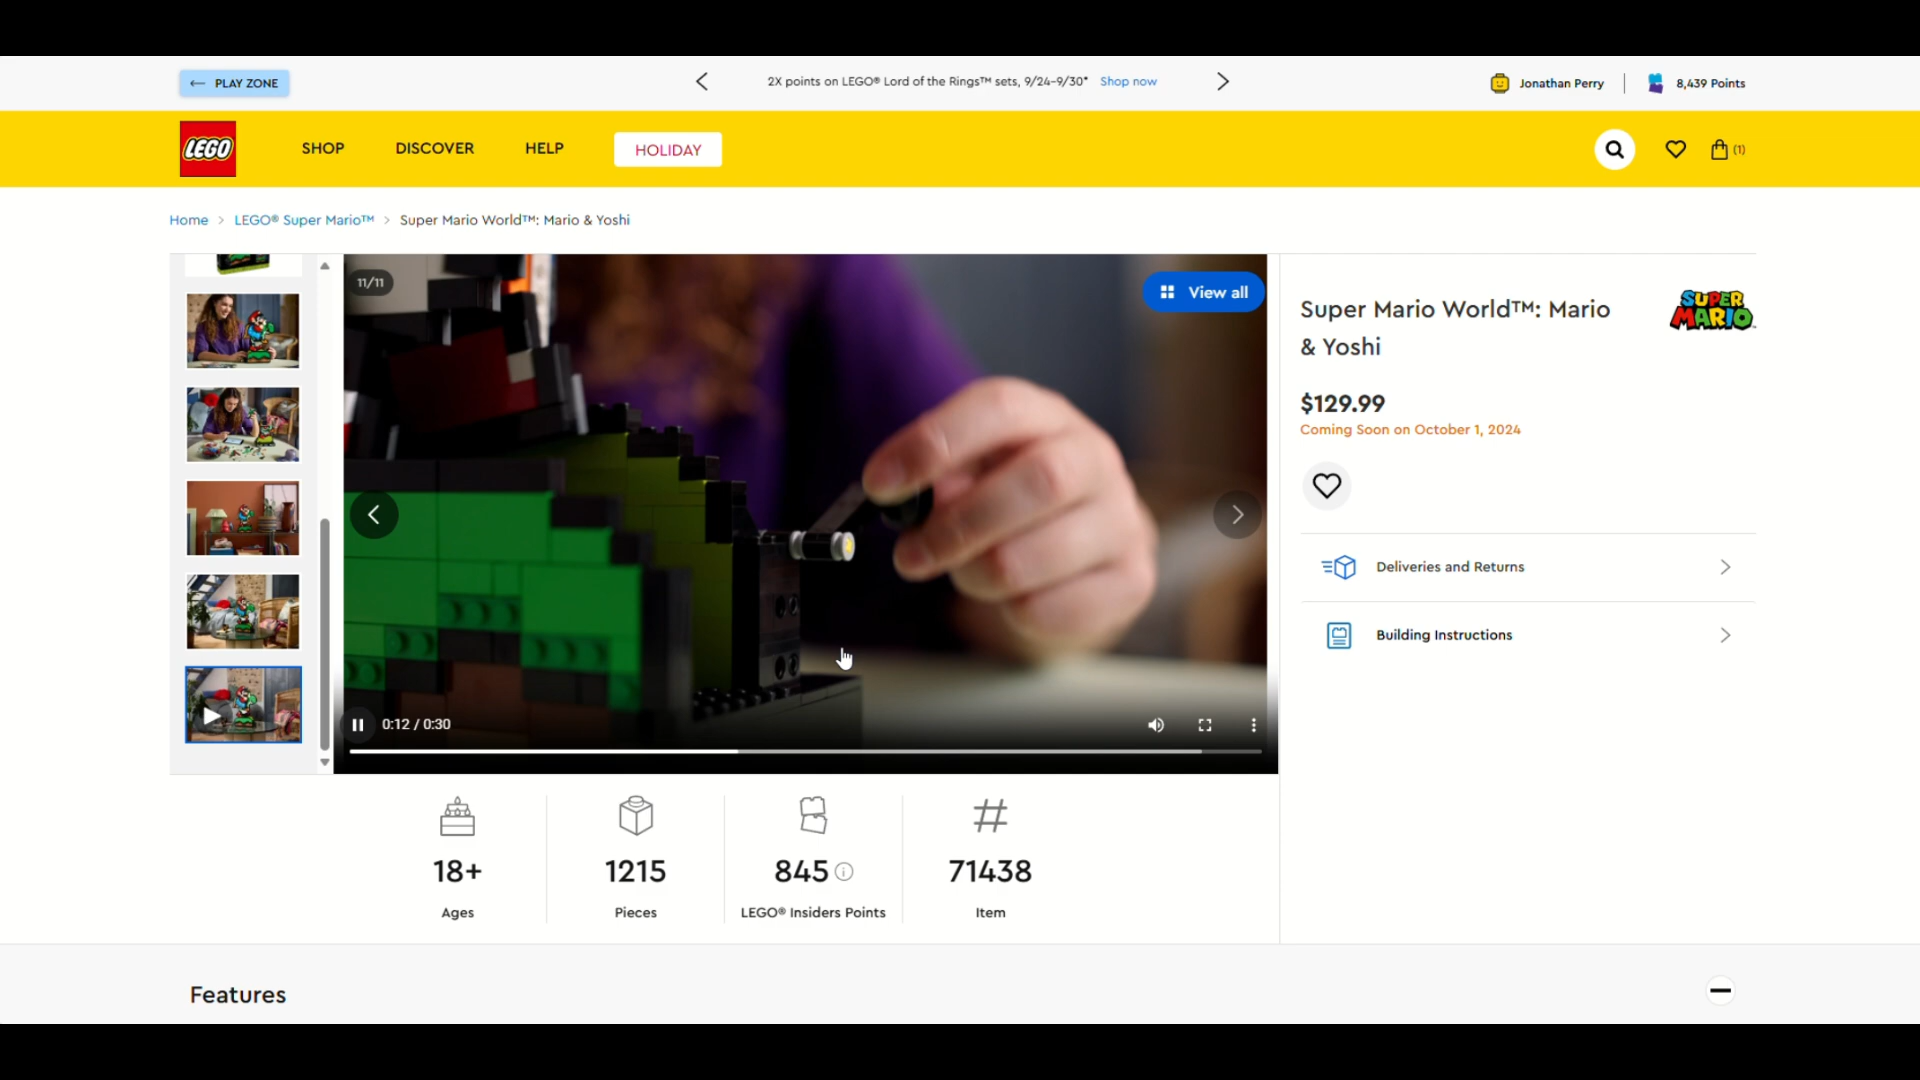 ← PLAY ZONE
2X points on LEGO® Lord of the Rings™ sets, 9/24-9/30* Shop now
Jonathan Perry
8,439 Points
LEGO
SHOP
DISCOVER
HELP
HOLIDAY
(1)
Home > LEGO® Super Mario™ > Super Mario World™: Mario & Yoshi
11/11
View all
Super Mario World™: Mario
& Yoshi
SUPER
MARIO
$129.99
Coming Soon on October 1, 2024
Deliveries and Returns
Building Instructions
0:12 / 0:30
18+
Ages
1215
Pieces
845
LEGO® Insiders Points
#
71438
Item
Features